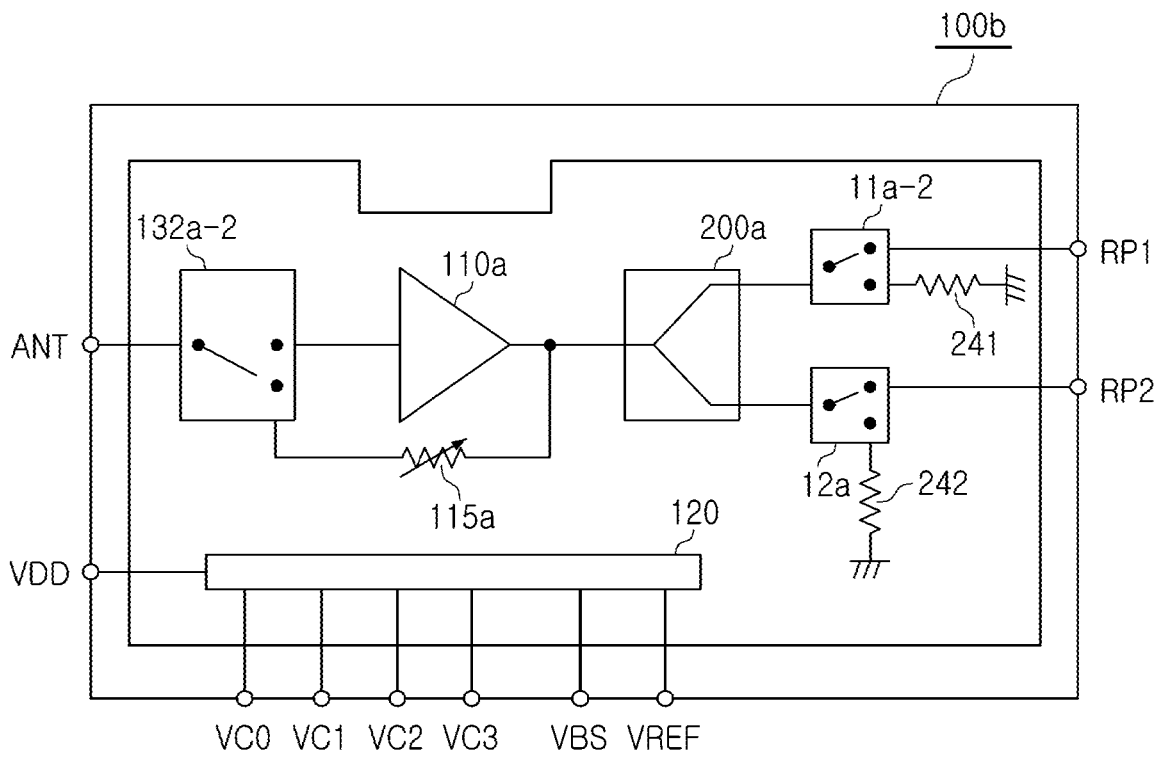 100b
11a-2
132a-2
200a
110a
RP1
241
ANT
RP2
12a
242
115a
120
VDD
VC0 VC1 VC2 VC3 VBS VREF